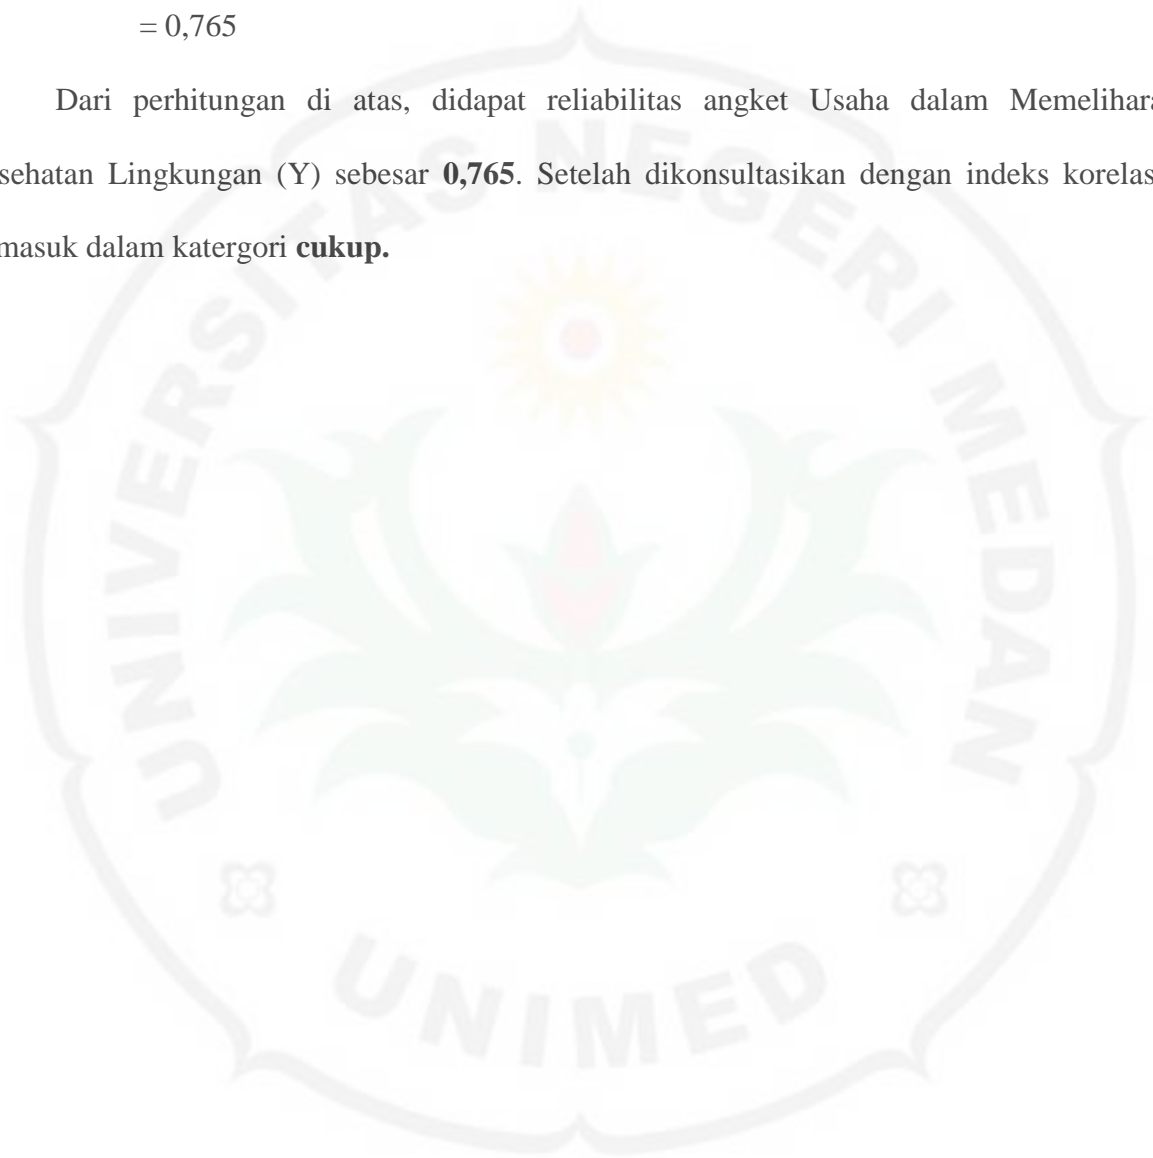 = 0,765
Dari perhitungan di atas, didapat reliabilitas angket Usaha dalam Memelihara
sehatan Lingkungan (Y) sebesar 0,765. Setelah dikonsultasikan dengan indeks korelas
masuk dalam katergori cukup.
UNIVERSITAS NEGERI MEDAN
UNIMED